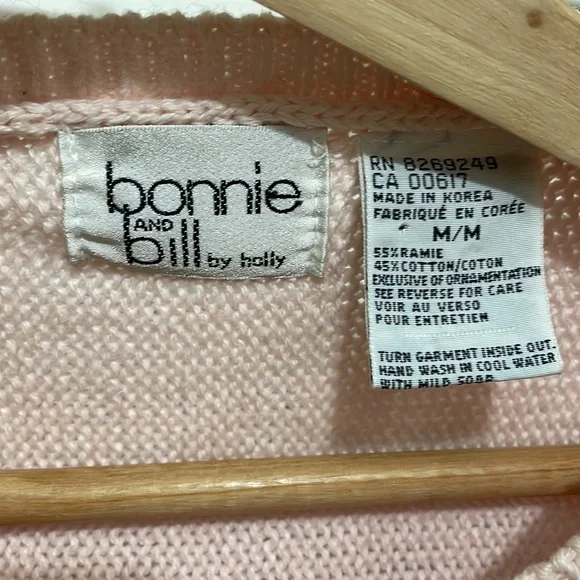 bonnie
AND
bill by holly
RN 8269249
CA 00617
MADE IN KOREA
FABRIQUÉ EN CORÉE
M/M
55%RAMIE
45%COTTON/COTON
EXCLUSIVE OF ORNAMENTATION
SEE REVERSE FOR CARE
VOIR AU VERSO
POUR ENTRETIEN
TURN GARMENT INSIDE OUT.
HAND WASH IN COOL WATER
WITH MILD SOAP